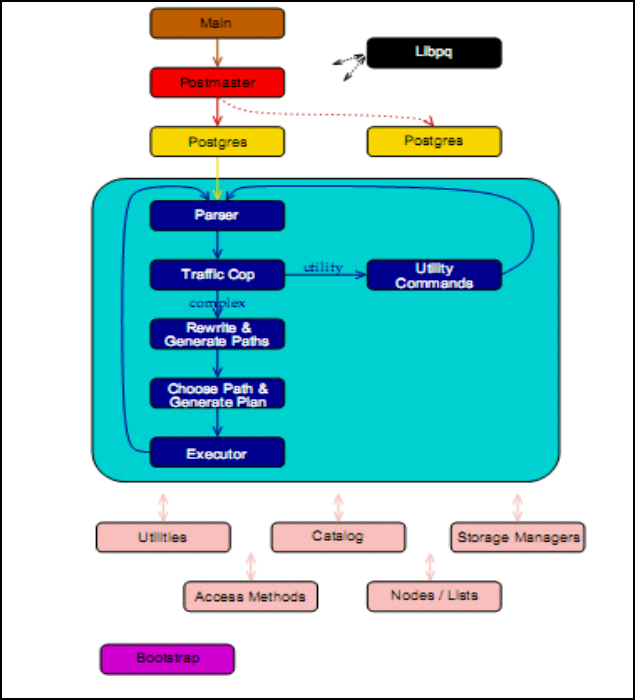 Main
Libpq
Postmaster
Postgres
Postgres
Parser
Traffic Cop
utility
Utility
Commands
complex
Rewrite &
Generate Paths
Choose Path &
Generate Plan
Executor
Utilities
Catalog
Storage Managers
Access Methods
Nodes / Lists
Bootstrap